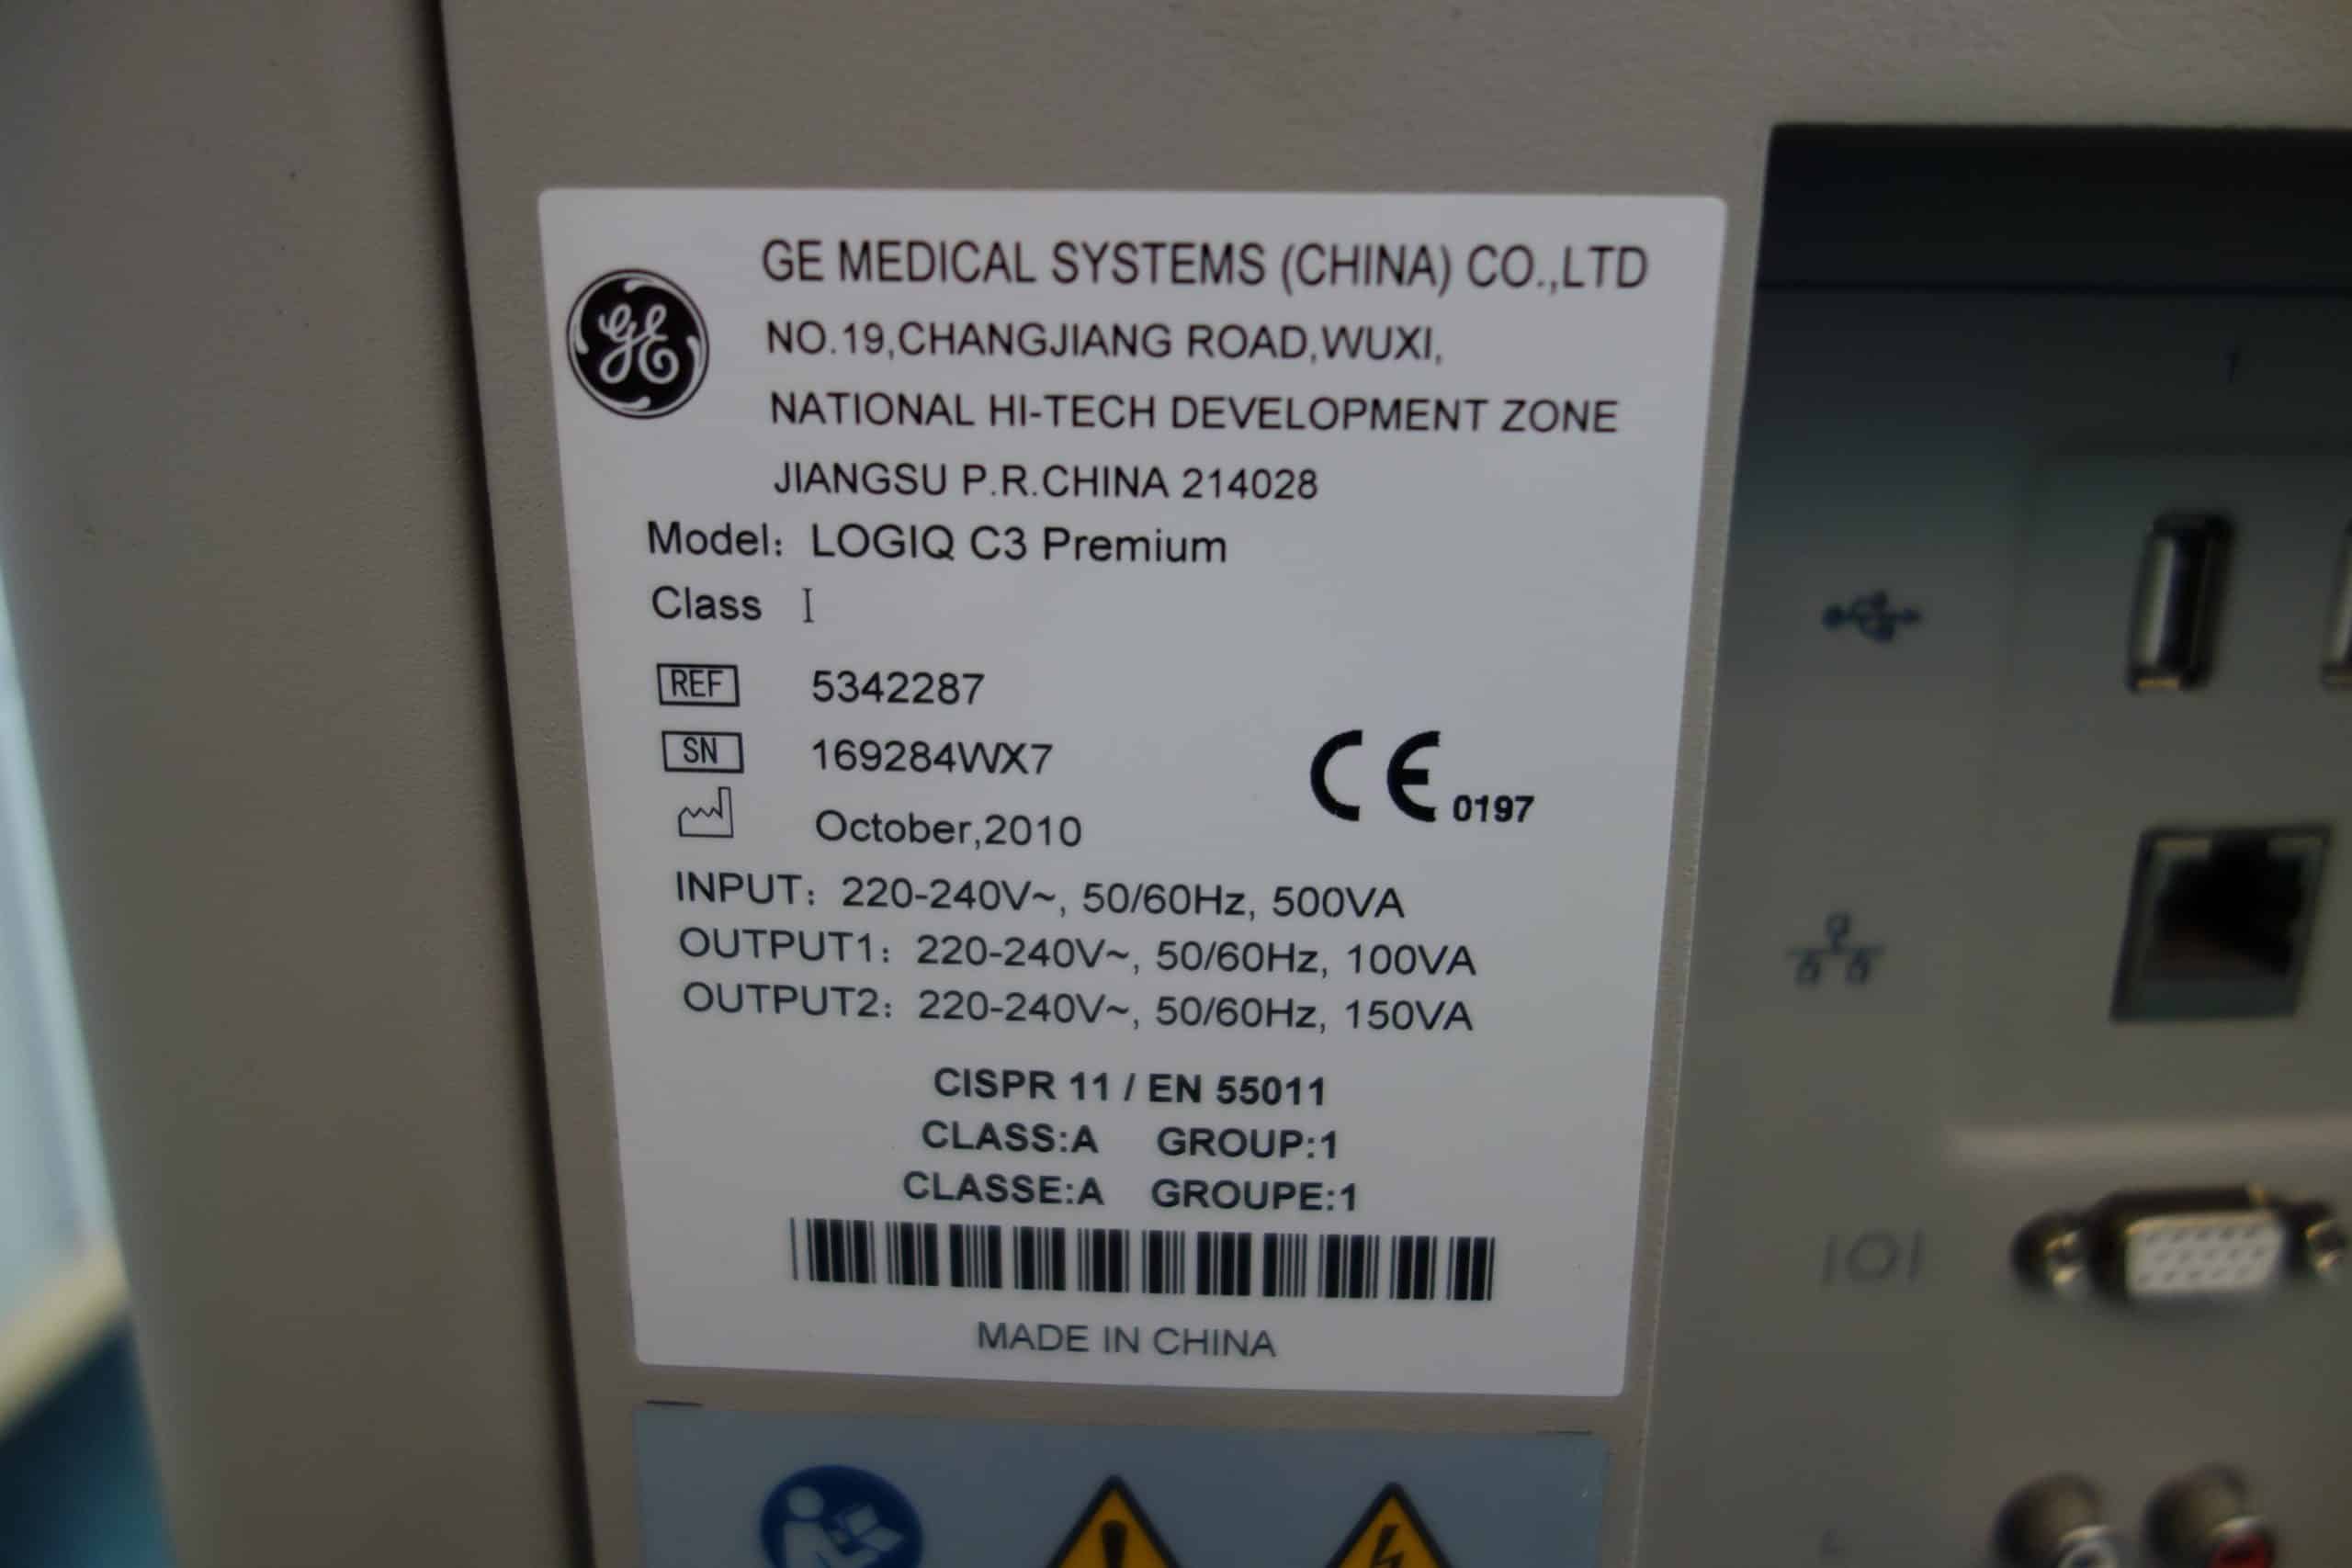 GE MEDICAL SYSTEMS (CHINA) CO.,LTD
GE
NO.19,CHANGJIANG ROAD,WUXI,
NATIONAL HI-TECH DEVELOPMENT ZONE
JIANGSU P.R.CHINA 214028
Model: LOGIQ C3 Premium
Class I
REF 5342287
SN 169284WX7
CE 0197
October,2010
INPUT: 220-240V~, 50/60Hz, 500VA
OUTPUT1: 220-240V~, 50/60Hz, 100VA
OUTPUT2: 220-240V~, 50/60Hz, 150VA
CISPR 11 / EN 55011
CLASS:A GROUP:1
CLASSE:A GROUPE:1
MADE IN CHINA